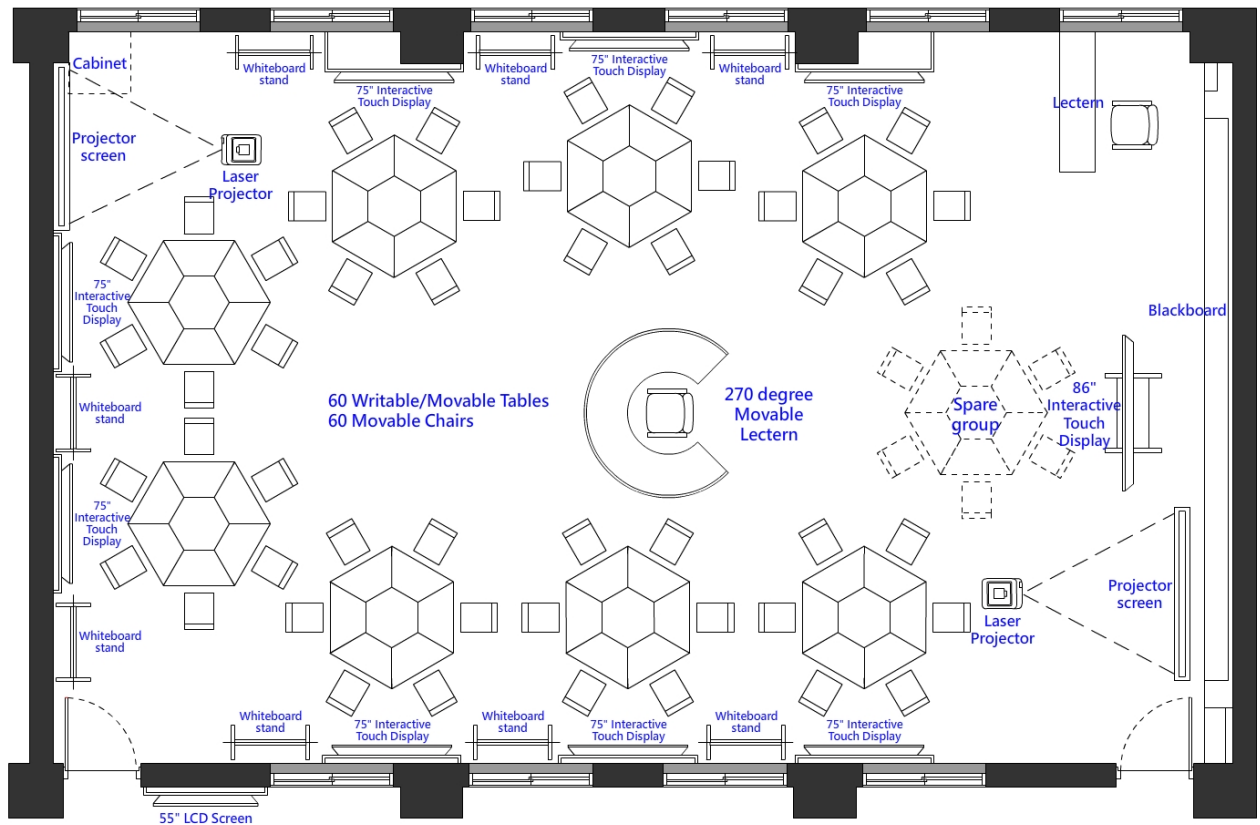 Cabinet
Whiteboard
stand
Whiteboard
stand
75" Interactive
Touch Display
Whiteboard
stand
75" Interactive
Touch Display
75" Interactive
Touch Display
Lectern
Projector
screen
Laser
Projector
75"
Interactive
Touch
Display
Blackboard
Whiteboard
stand
60 Writable/Movable Tables
60 Movable Chairs
270 degree
Movable
Lectern
Spare
group
86"
Interactive
Touch
Display
75"
Interactive
Touch
Display
Whiteboard
stand
Laser
Projector
Projector
screen
Whiteboard
stand
75" Interactive
Touch Display
Whiteboard
stand
75" Interactive
Touch Display
Whiteboard
stand
75" Interactive
Touch Display
55" LCD Screen